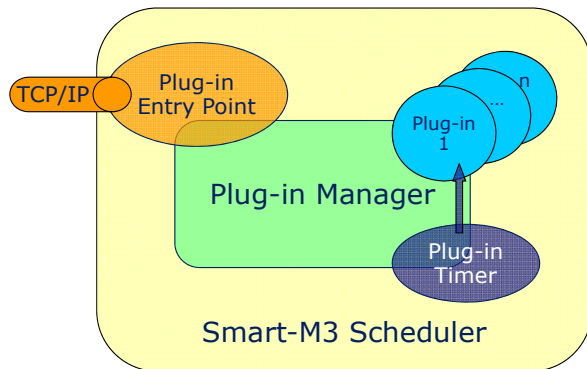 TCP/IP
Plug-in
Entry Point
n
...
Plug-in
1
Plug-in Manager
Plug-in
Timer
Smart-M3 Scheduler